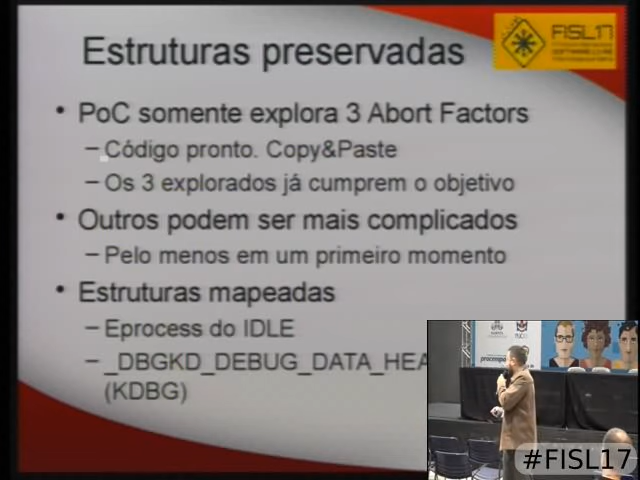 Estruturas preservadas
FISL17
• PoC somente explora 3 Abort Factors
– Código pronto. Copy&Paste
– Os 3 explorados já cumprem o objetivo
• Outros podem ser mais complicados
– Pelo menos em um primeiro momento
• Estruturas mapeadas
– Eprocess do IDLE
– _DBGKD_DEBUG_DATA_HEA
(KDBG)
#FISL17